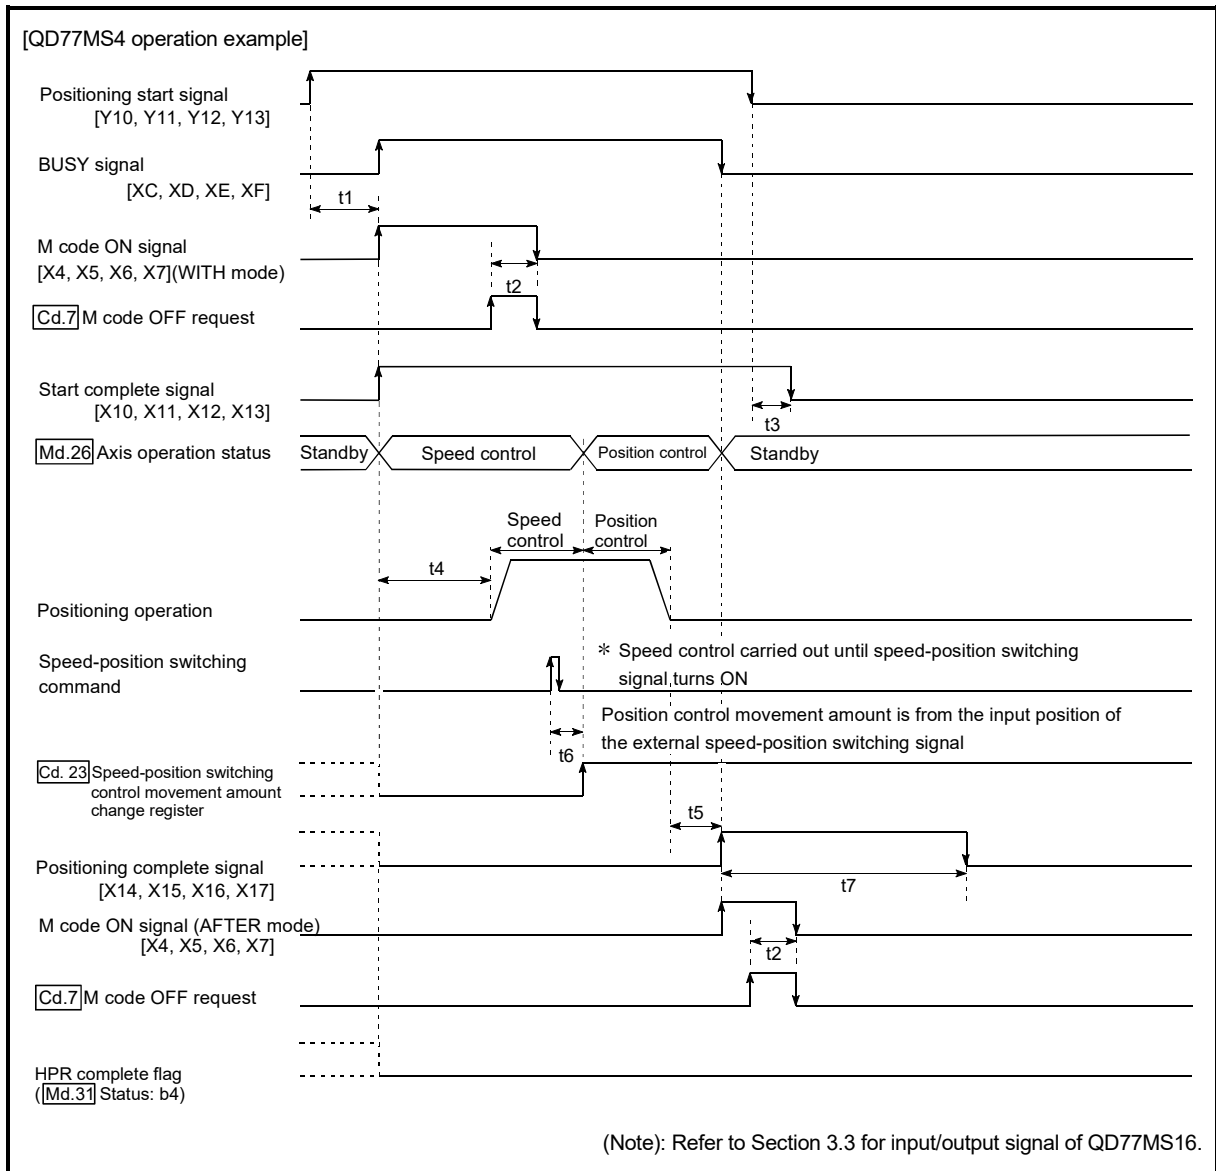 [QD77MS4 operation example]
Positioning start signal
[Y10, Y11, Y12, Y13]
BUSY signal
[XC, XD, XE, XF]
t1
M code ON signal
[X4, X5, X6, X7](WITH mode)
t2
Cd.7 M code OFF request
Start complete signal
[X10, X11, X12, X13]
t3
Md.26 Axis operation status
Standby
Speed control
Position control
Standby
Speed
control
Position
control
t4
Positioning operation
Speed-position switching
command
* Speed control carried out until speed-position switching
signal turns ON
Position control movement amount is from the input position of
the external speed-position switching signal
t6
Cd. 23 Speed-position switching
control movement amount
change register
t5
Positioning complete signal
[X14, X15, X16, X17]
t7
M code ON signal (AFTER mode)
[X4, X5, X6, X7]
t2
Cd.7 M code OFF request
HPR complete flag
( Md.31 Status: b4)
(Note): Refer to Section 3.3 for input/output signal of QD77MS16.